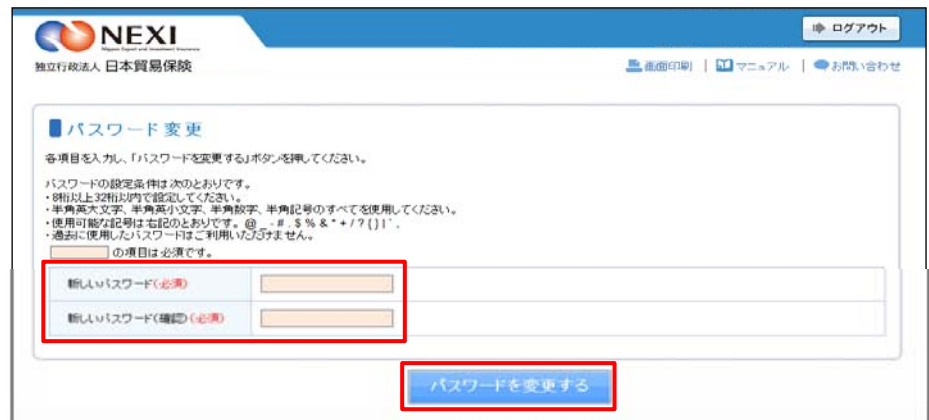 NEXI
Nippon Export and Investment Insurance
独立行政法人 日本貿易保険
ログアウト
画面印刷 | マニュアル | お問い合わせ
パスワード変更
各項目を入力し、「パスワードを変更する」ボタンを押してください。
パスワードの設定条件は次のとおりです。
・8桁以上32桁以内で設定してください。
・半角英大文字、半角英小文字、半角数字、半角記号のすべてを使用してください。
・使用可能な記号は右記のとおりです。@ _ - # . $ % & * + / ? { } | ` .
・過去に使用したパスワードはご利用いただけません。
の項目は必須です。
新しいパスワード(必須)
新しいパスワード(確認)(必須)
パスワードを変更する